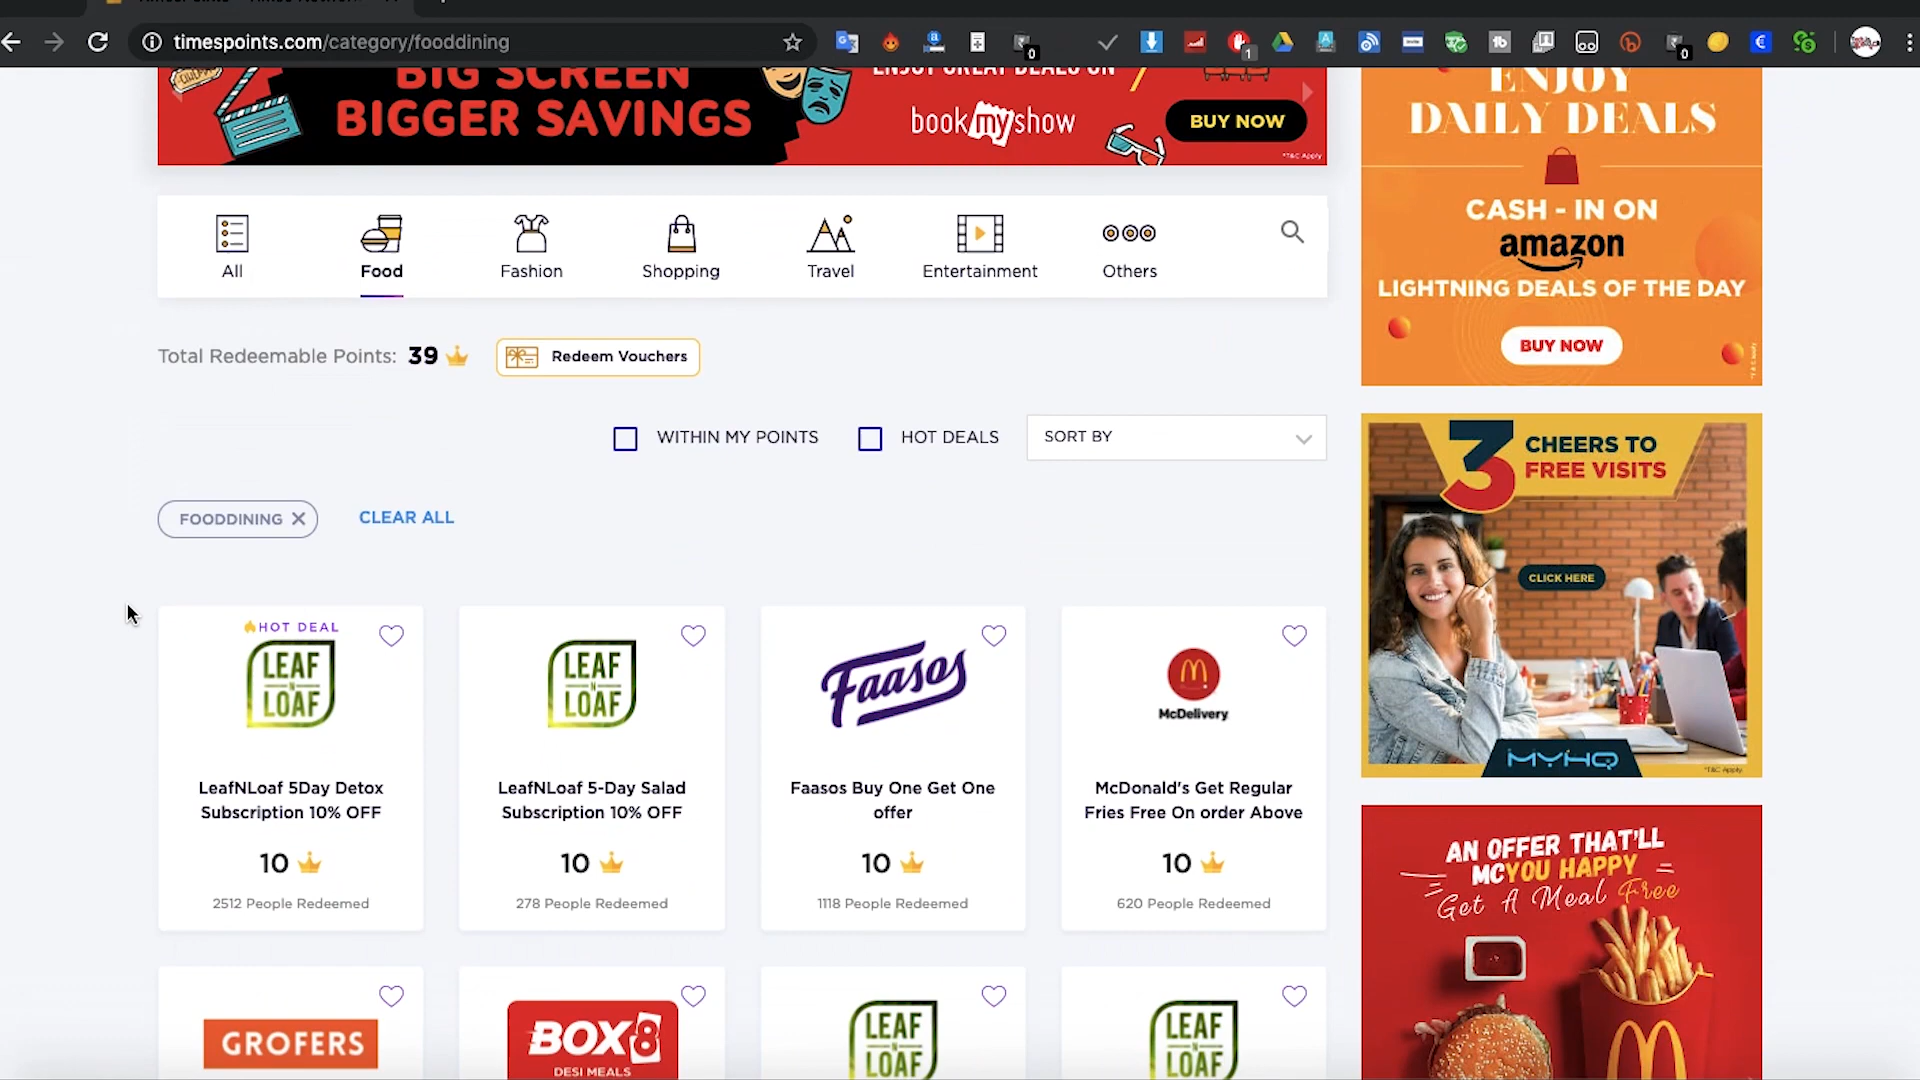 timespoints.com/category/fooddining
BIG SCREEN
BIGGER SAVINGS
ENJOY GREAT DEALS ON
bookmyshow
BUY NOW
*T&C Apply
All
Food
Fashion
Shopping
Travel
Entertainment
Others
Total Redeemable Points: 39
Redeem Vouchers
WITHIN MY POINTS
HOT DEALS
SORT BY
FOODDINING
CLEAR ALL
HOT DEAL
LEAF
N
LOAF
LeafNLoaf 5Day Detox
Subscription 10% OFF
10
2512 People Redeemed
LEAF
N
LOAF
LeafNLoaf 5-Day Salad
Subscription 10% OFF
10
278 People Redeemed
Faasos
Faasos Buy One Get One
offer
10
1118 People Redeemed
McDelivery
McDonald's Get Regular
Fries Free On order Above
10
620 People Redeemed
GROFERS
BOX8
DESI MEALS
LEAF
N
LOAF
LEAF
N
LOAF
ENJOY
DAILY DEALS
CASH - IN ON
amazon
LIGHTNING DEALS OF THE DAY
BUY NOW
3 CHEERS TO
FREE VISITS
CLICK HERE
MYHQ
*T&C Apply
AN OFFER THAT'LL
MCYOU HAPPY
Get A Meal Free